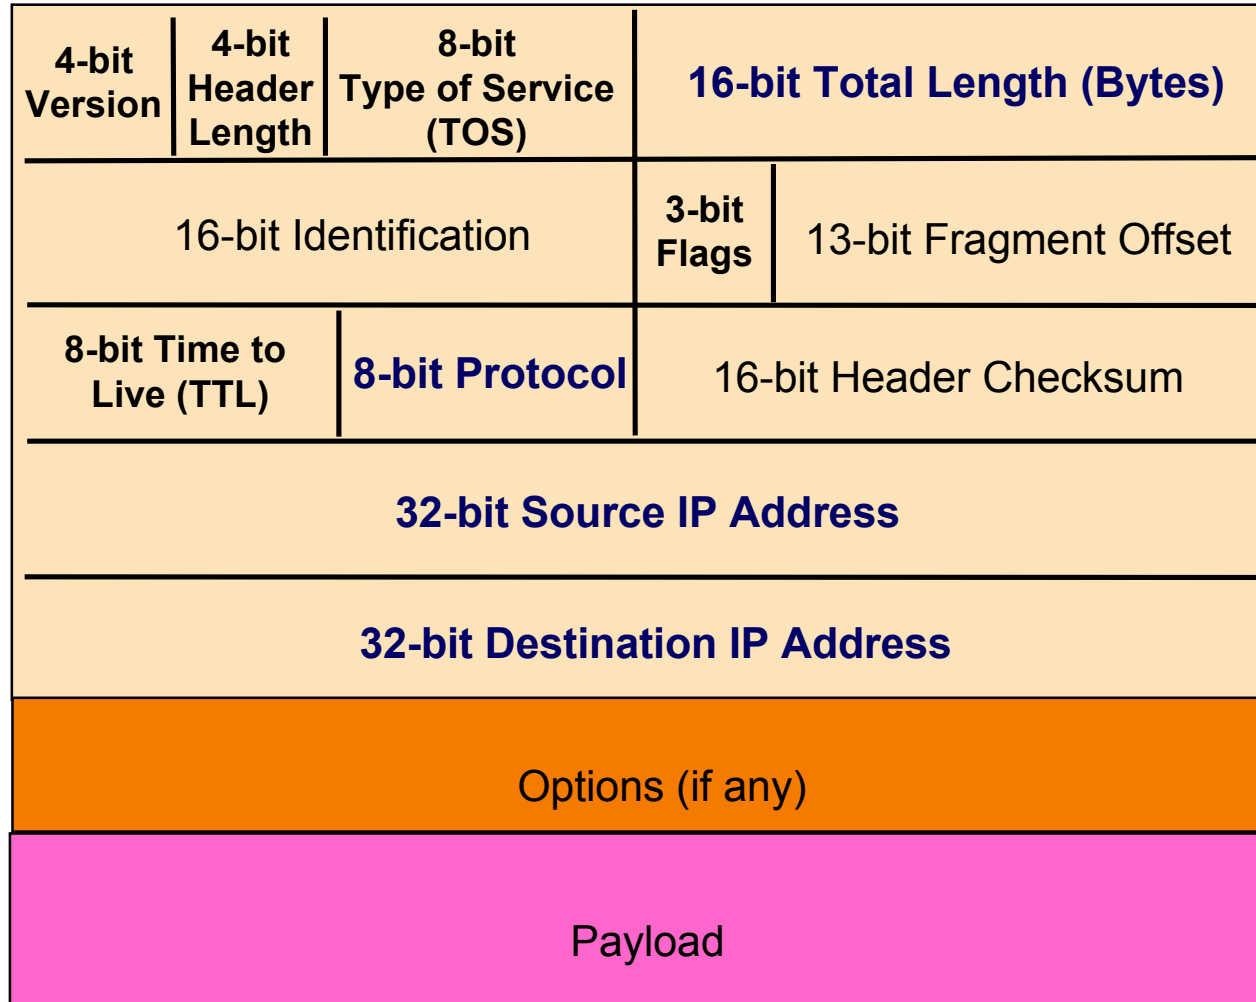 4-bit
Version
4-bit
Header
Length
8-bit
Type of Service
(TOS)
16-bit Total Length (Bytes)
16-bit Identification
3-bit
Flags
13-bit Fragment Offset
8-bit Time to
Live (TTL)
8-bit Protocol
16-bit Header Checksum
32-bit Source IP Address
32-bit Destination IP Address
Options (if any)
Payload